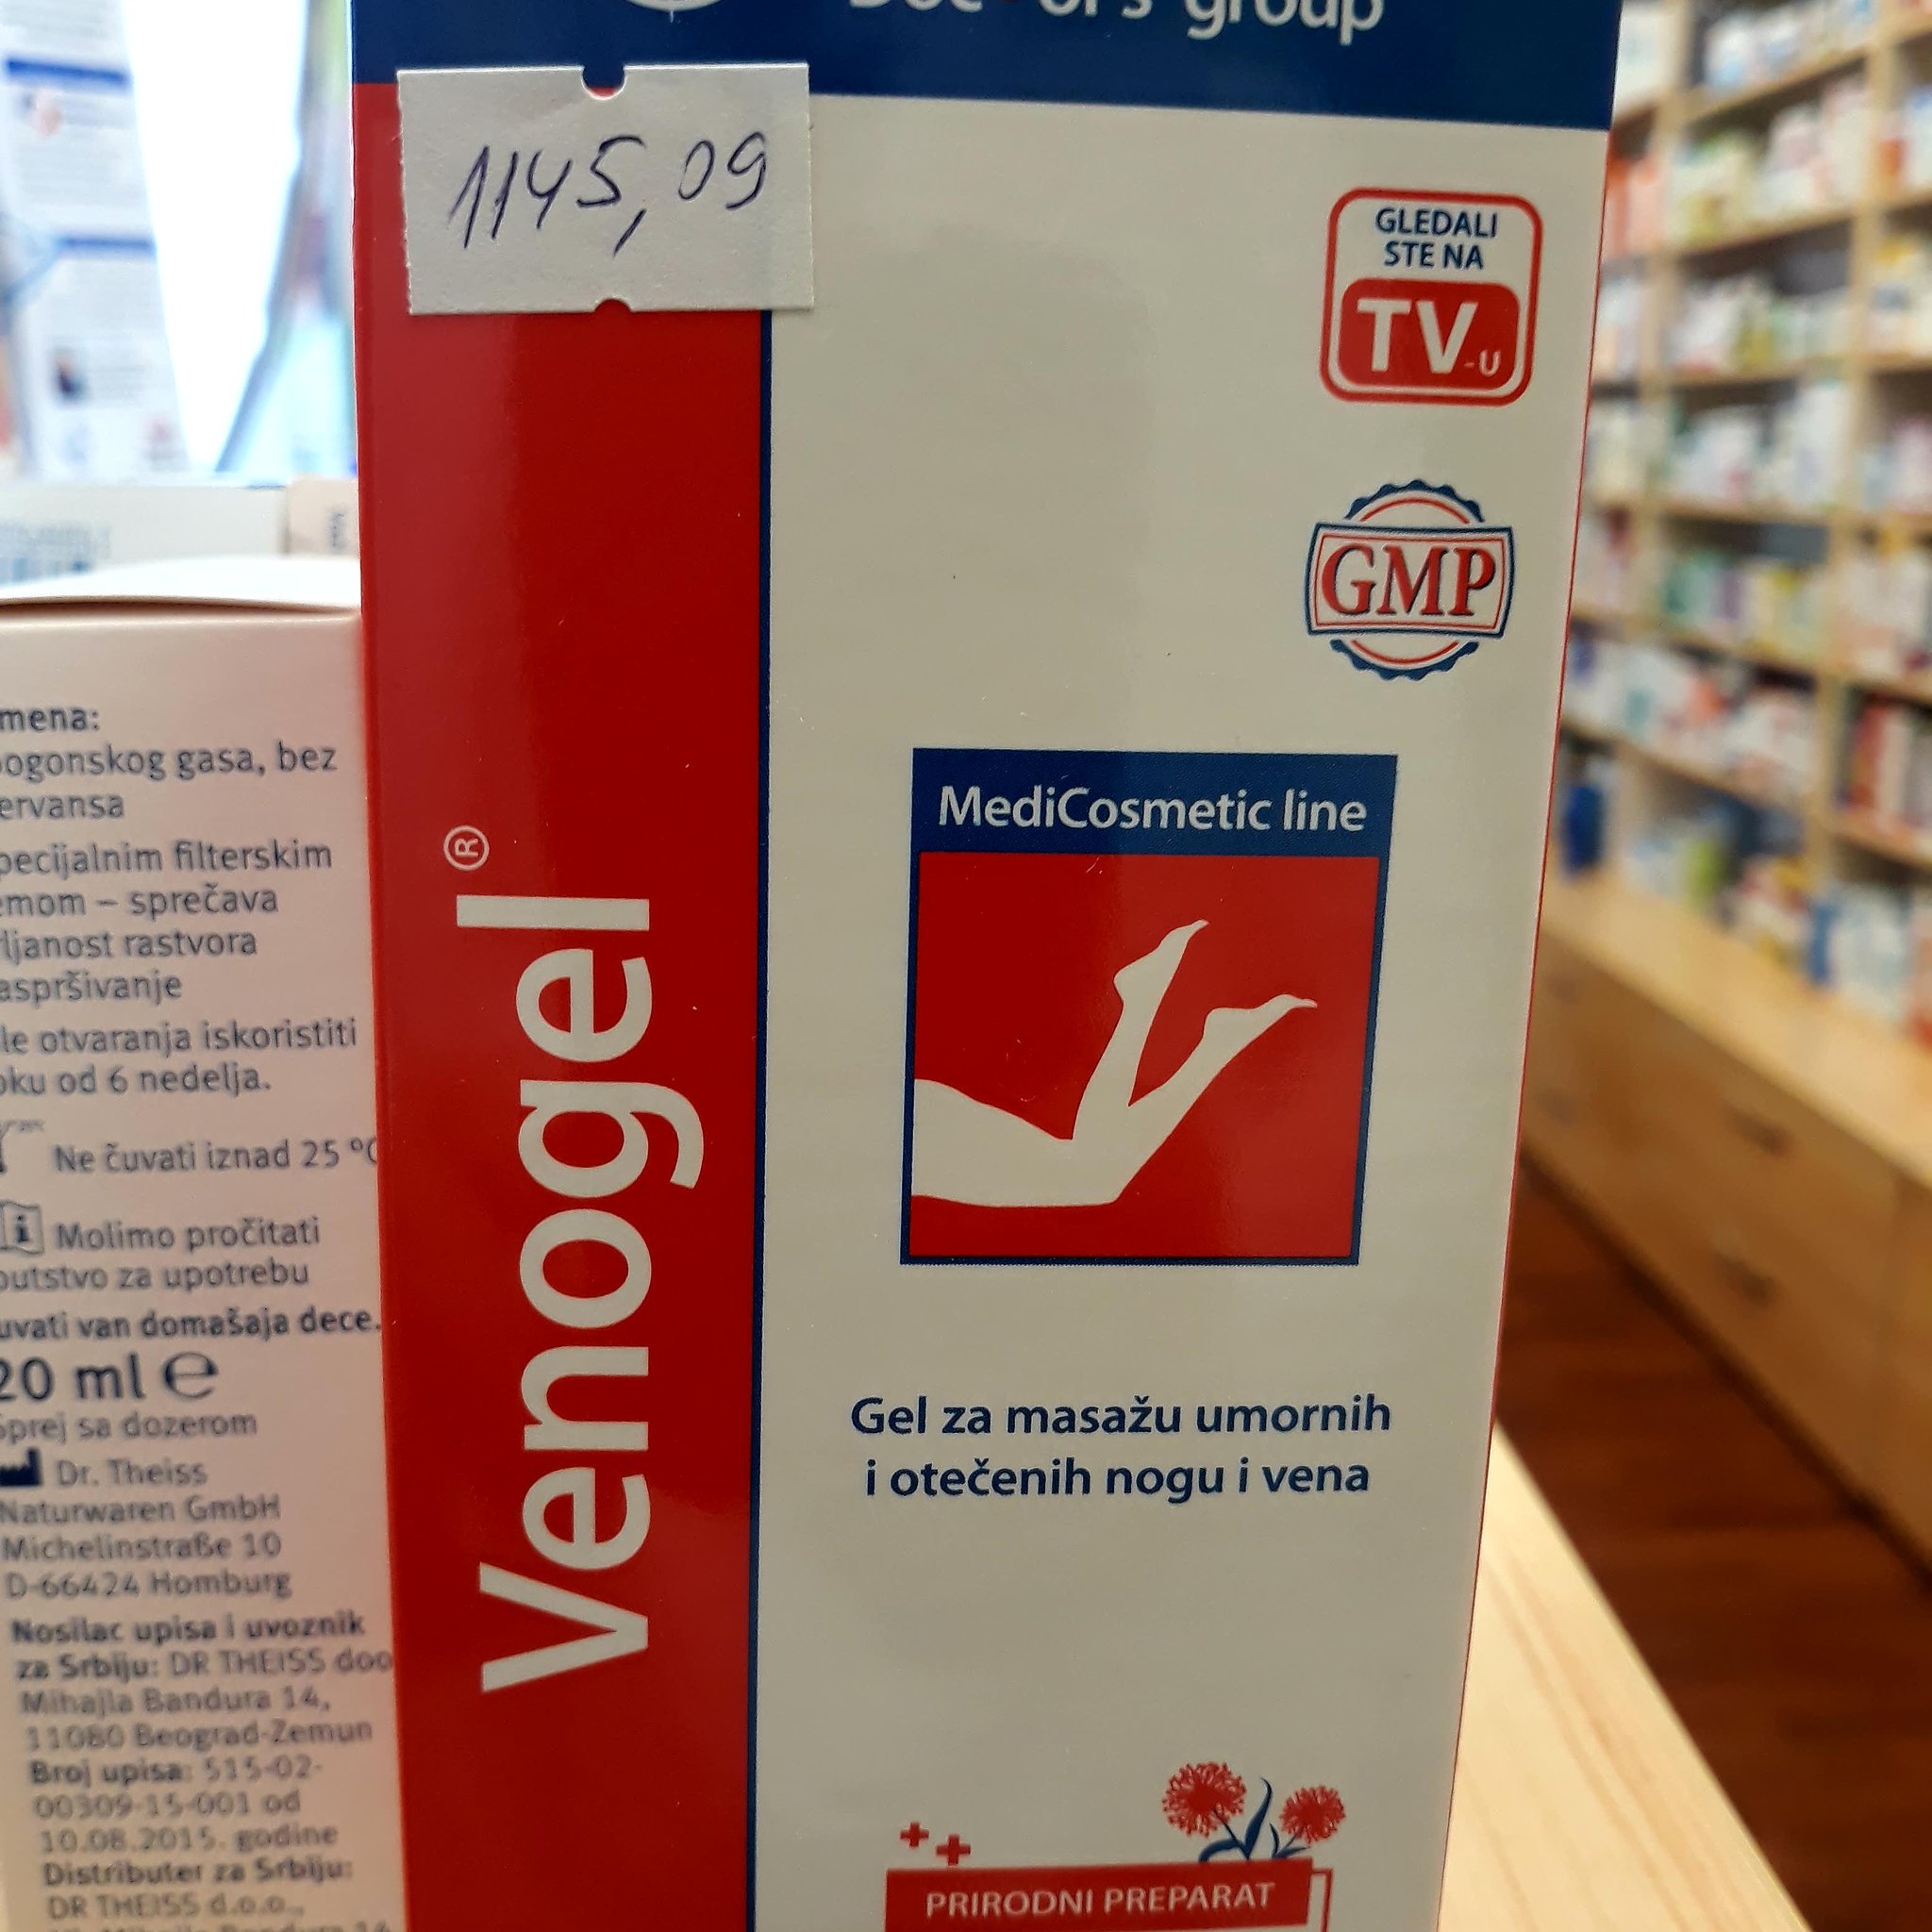 group
1145,09
GLEDALI
STE NA
TV-U
GMP
MediCosmetic line
Venogel®
Gel za masažu umornih
i otečenih nogu i vena
PRIRODNI PREPARAT
mena:
ogonskog gasa, bez
ervansa
pecijalnim filterskim
emom – sprečava
ljanost rastvora
aspršivanje
le otvaranja iskoristiti
oku od 6 nedelja.
Ne čuvati iznad 25 °C
i Molimo pročitati
putstvo za upotrebu
uvati van domašaja dece.
20 ml e
Sprej sa dozerom
Dr. Theiss
Naturwaren GmbH
Michelinstraße 10
D-66424 Homburg
Nosilac upisa i uvoznik
za Srbiju: DR THEISS doo
Mihajla Bandura 14,
11080 Beograd-Zemun
Broj upisa: 515-02-
00309-15-001 od
10.08.2015. godine
Distributer za Srbiju:
DR THEISS d.o.o.,